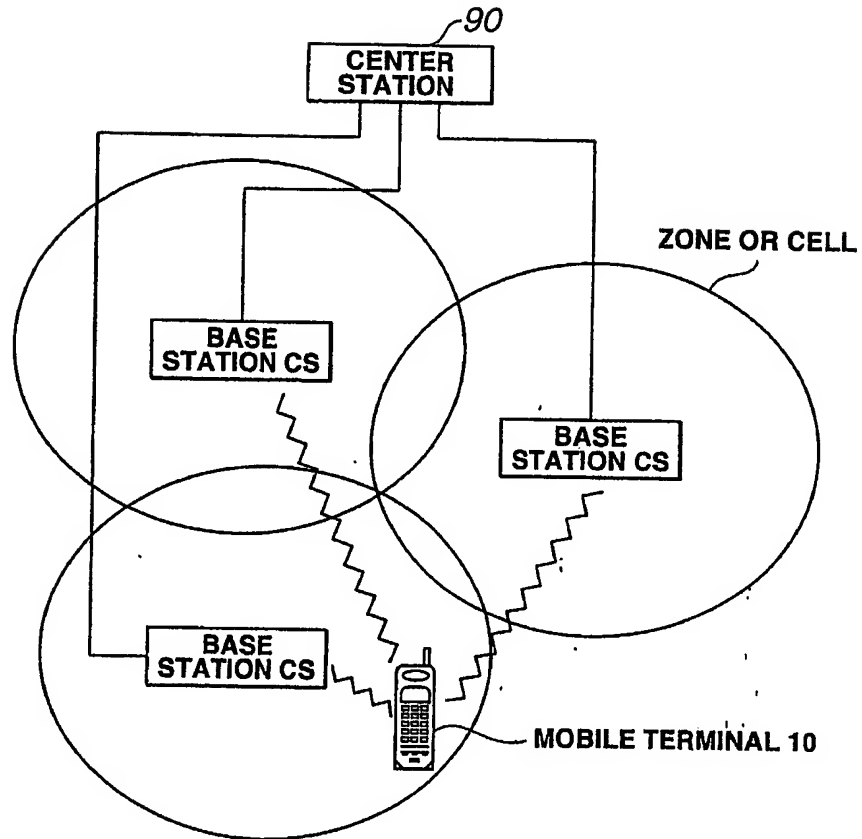 90
CENTER
STATION
ZONE OR CELL
BASE
STATION CS
BASE
STATION CS
BASE
STATION CS
MOBILE TERMINAL 10